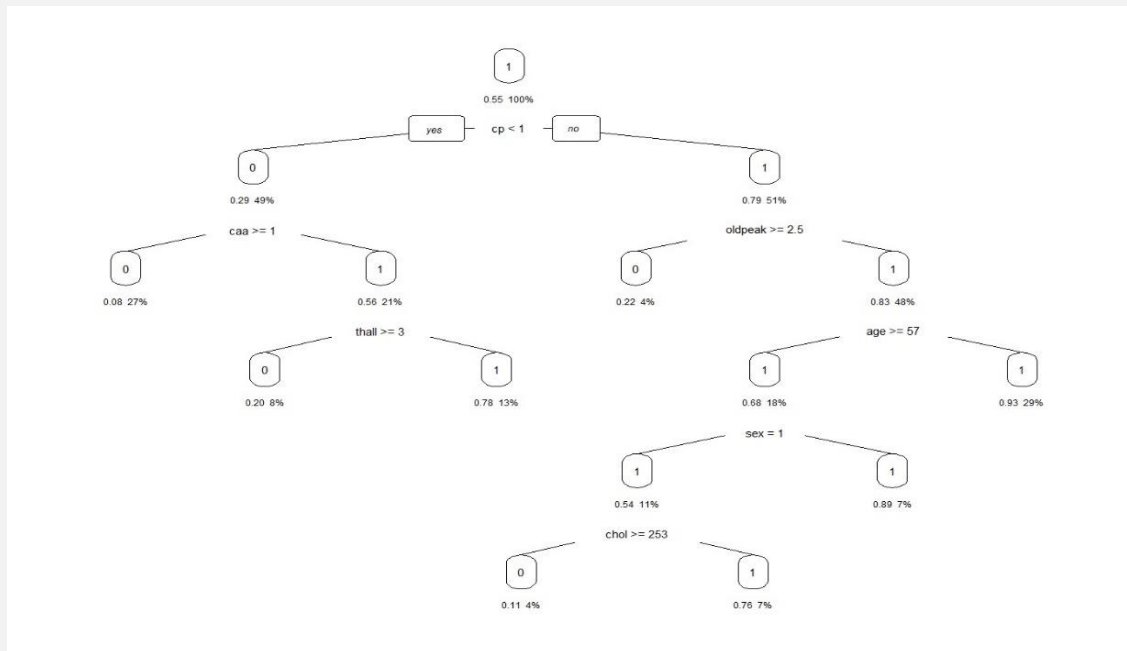 1
0.55 100%
yes cp < 1 no
0 1
0.29 49% 0.79 51%
caa >= 1 oldpeak >= 2.5
0 1 0 1
0.08 27% 0.56 21% 0.22 4% 0.83 48%
thall >= 3 age >= 57
0 1 1 1
0.20 8% 0.78 13% 0.68 18% 0.93 29%
sex = 1
1 1
0.54 11% 0.89 7%
chol >= 253
0 1
0.11 4% 0.76 7%